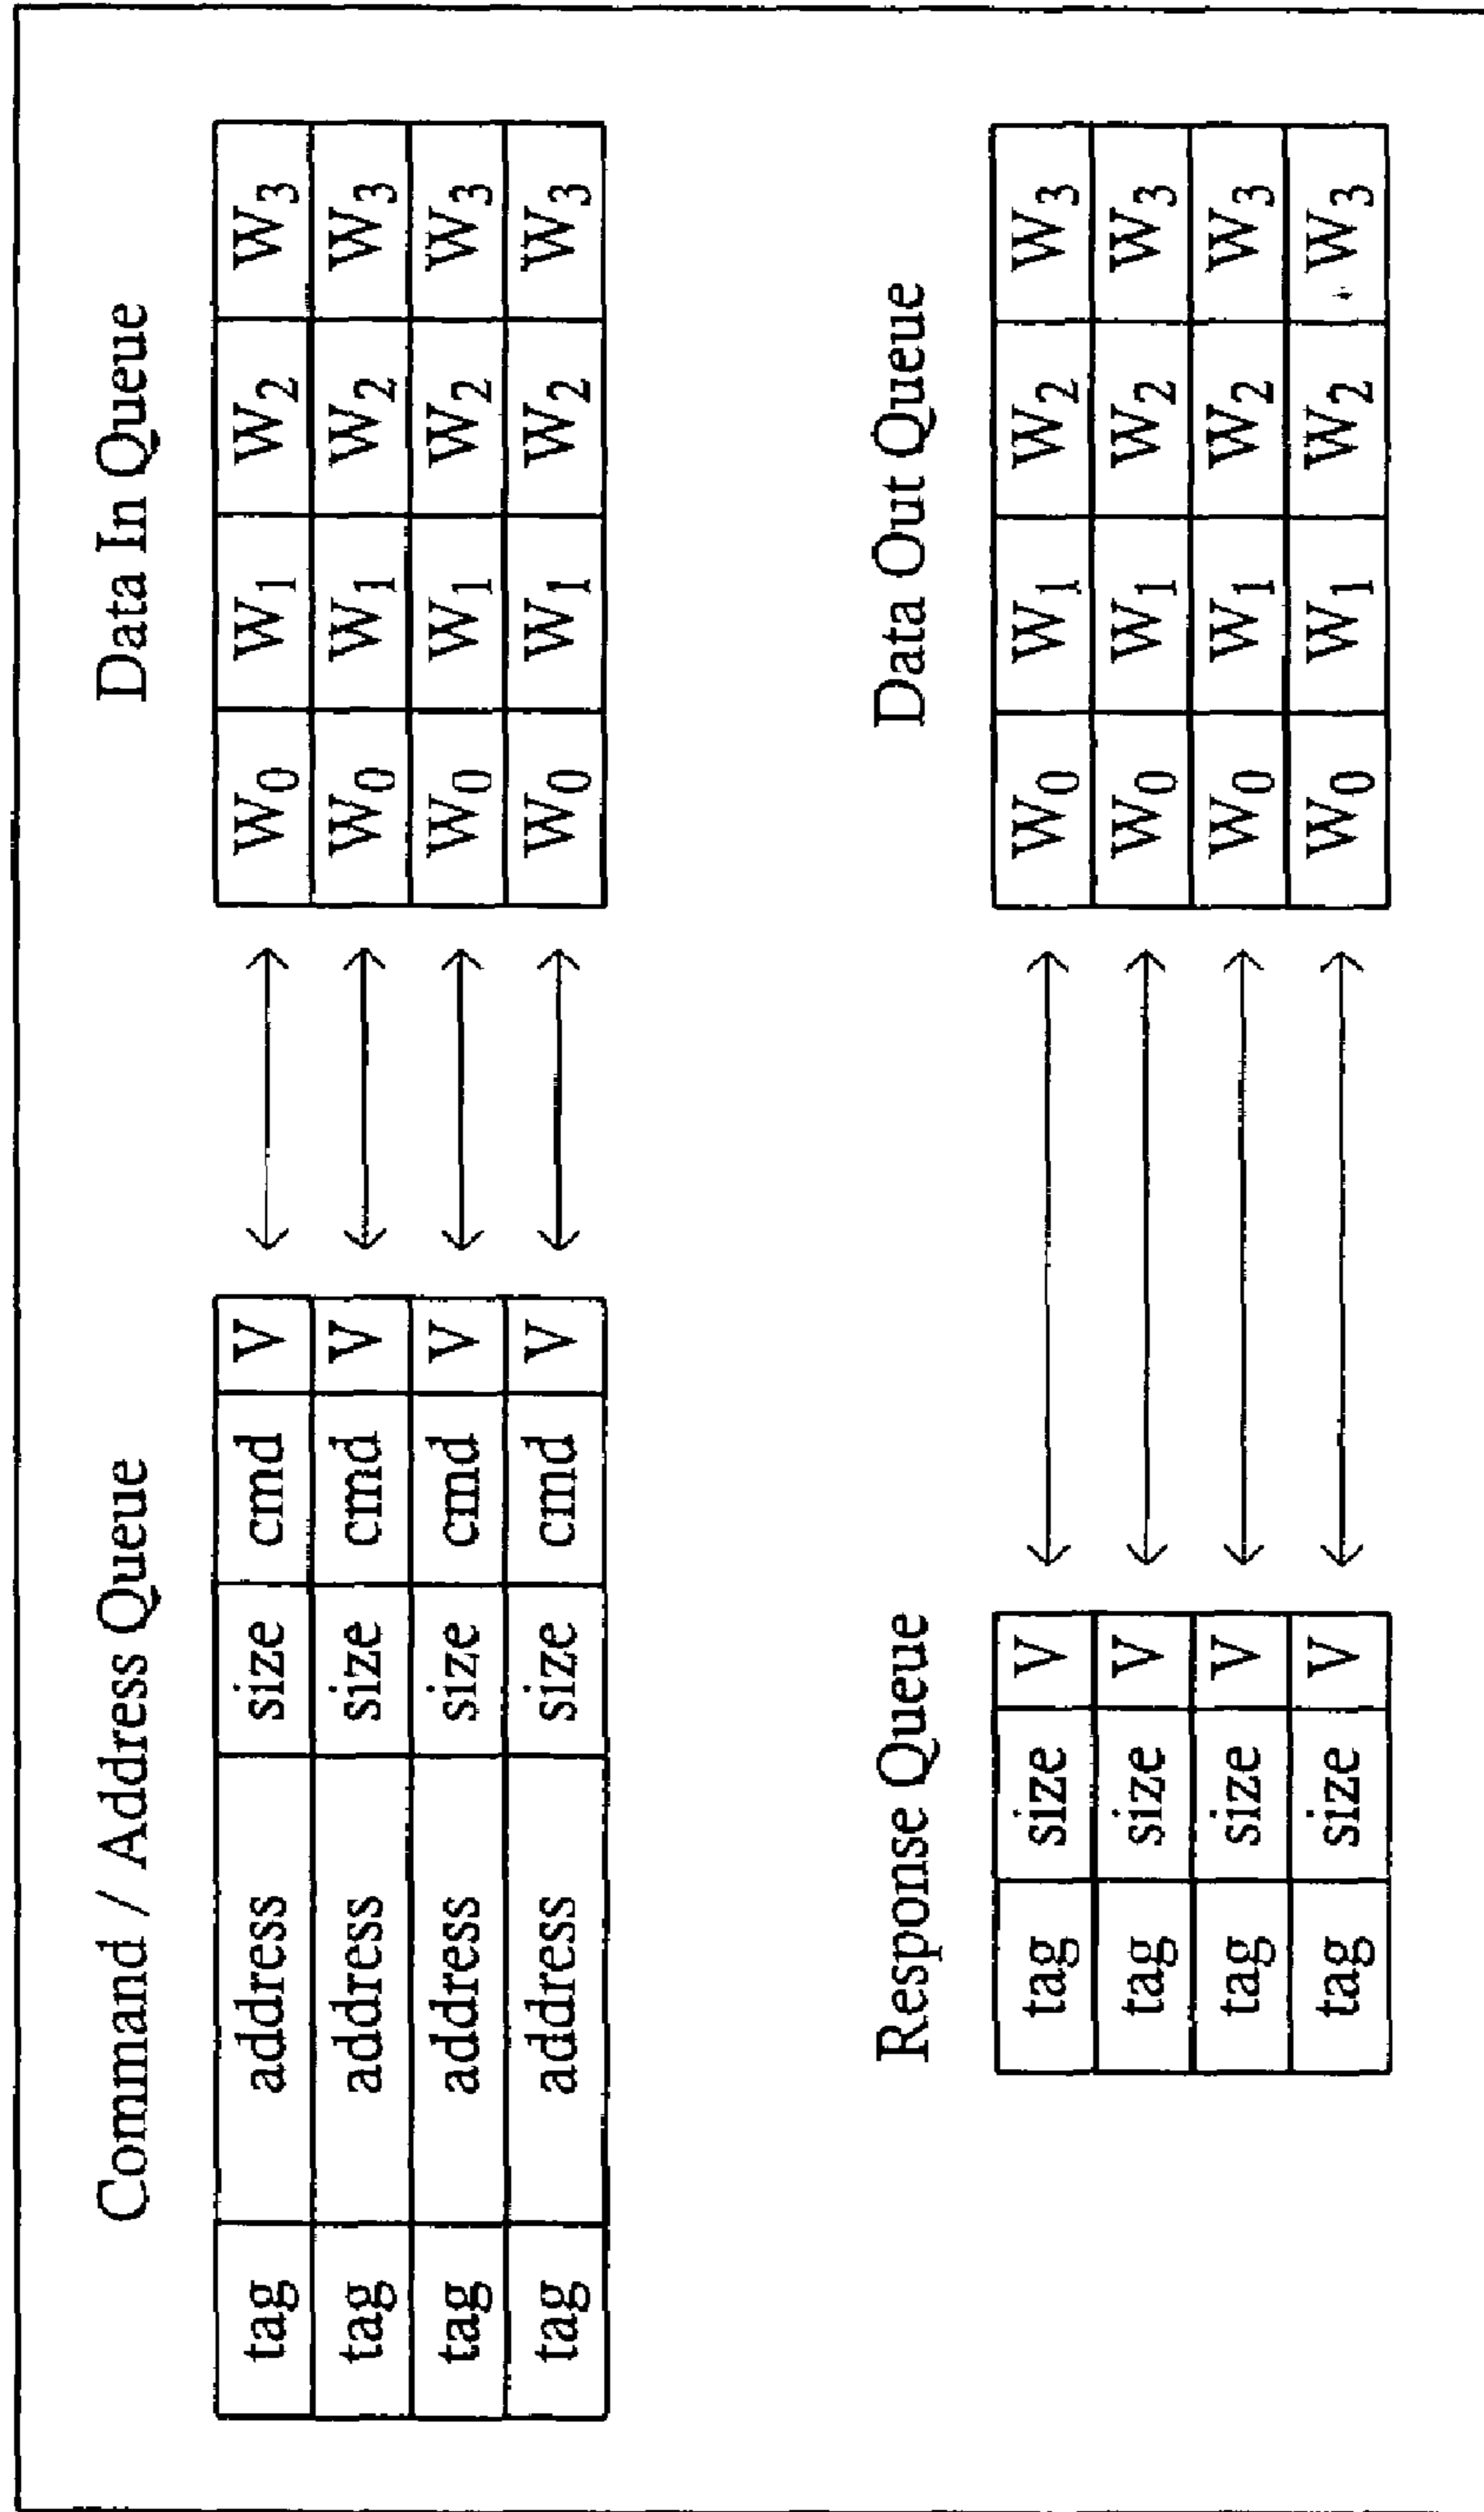 Command / Address Queue
Data In Queue
tag address size cmd V W0 W1 W2 W3
tag address size cmd V W0 W1 W2 W3
tag address size cmd V W0 W1 W2 W3
tag address size cmd V W0 W1 W2 W3
Response Queue
Data Out Queue
tag size V W0 W1 W2 W3
tag size V W0 W1 W2 W3
tag size V W0 W1 W2 W3
tag size V W0 W1 W2 W3